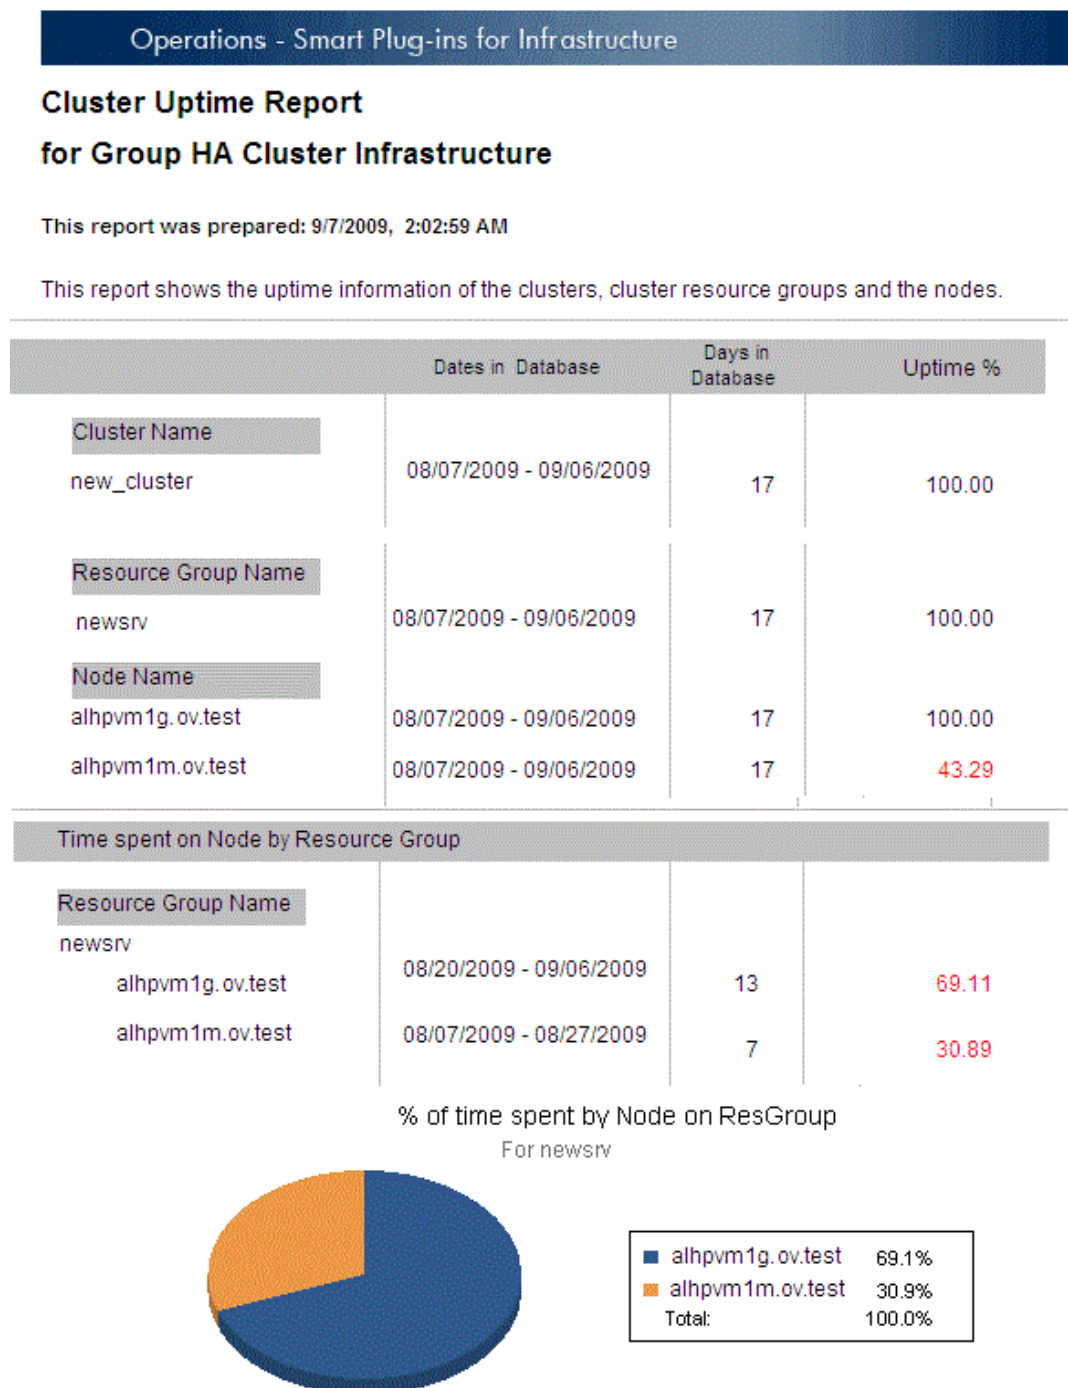 Operations - Smart Plug-ins for Infrastructure
Cluster Uptime Report
for Group HA Cluster Infrastructure
This report was prepared: 9/7/2009, 2:02:59 AM
This report shows the uptime information of the clusters, cluster resource groups and the nodes.
Dates in Database Days in Database Uptime %
Cluster Name
new_cluster 08/07/2009 - 09/06/2009 17 100.00
Resource Group Name
newsrv 08/07/2009 - 09/06/2009 17 100.00
Node Name
alhpvm1g.ov.test 08/07/2009 - 09/06/2009 17 100.00
alhpvm1m.ov.test 08/07/2009 - 09/06/2009 17 43.29
Time spent on Node by Resource Group
Resource Group Name
newsrv
alhpvm1g.ov.test 08/20/2009 - 09/06/2009 13 69.11
alhpvm1m.ov.test 08/07/2009 - 08/27/2009 7 30.89
% of time spent by Node on ResGroup
For newsrv
alhpvm1g.ov.test 69.1%
alhpvm1m.ov.test 30.9%
Total: 100.0%